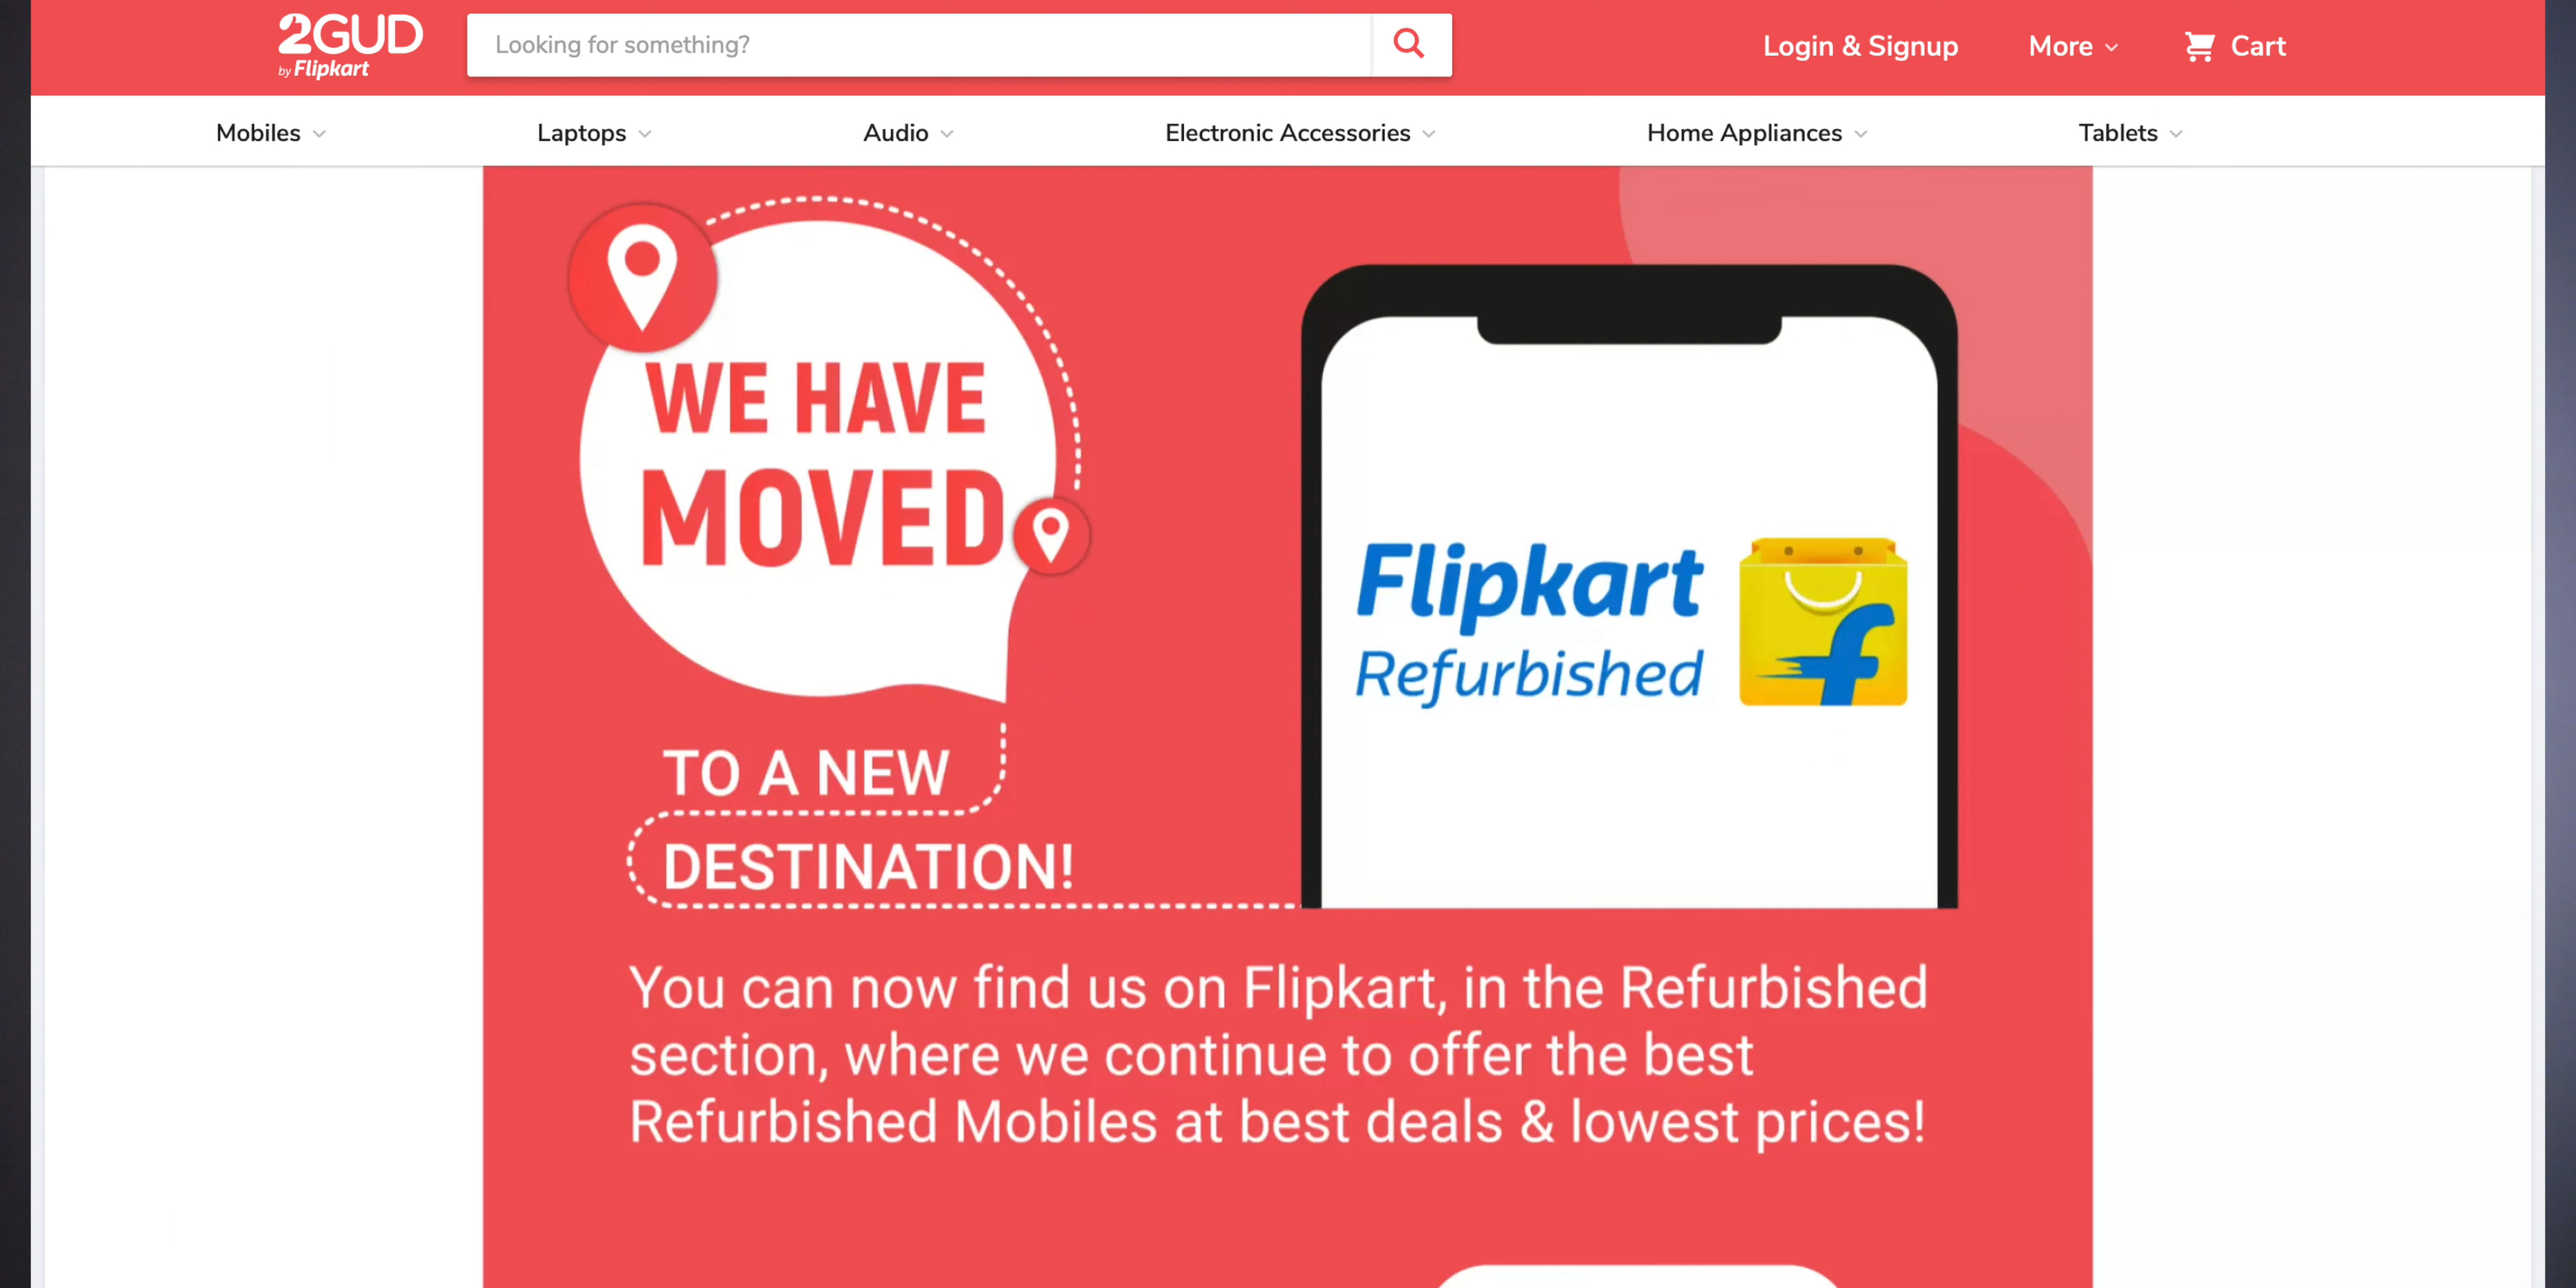 2GUD
by Flipkart
Looking for something?
Login & Signup
More
Cart
Mobiles
Laptops
Audio
Electronic Accessories
Home Appliances
Tablets
WE HAVE
MOVED
TO A NEW
DESTINATION!
Flipkart
Refurbished
f
You can now find us on Flipkart, in the Refurbished
section, where we continue to offer the best
Refurbished Mobiles at best deals & lowest prices!